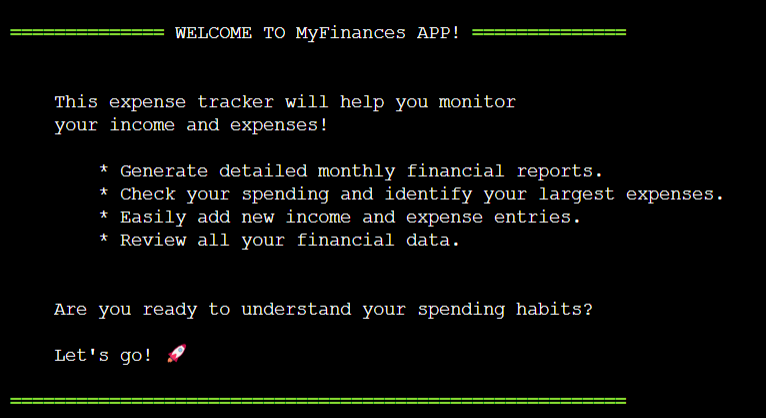 ============== WELCOME TO MyFinances APP! ==============
This expense tracker will help you monitor
your income and expenses!
* Generate detailed monthly financial reports.
* Check your spending and identify your largest expenses.
* Easily add new income and expense entries.
* Review all your financial data.
Are you ready to understand your spending habits?
Let's go! 🚀
========================================================